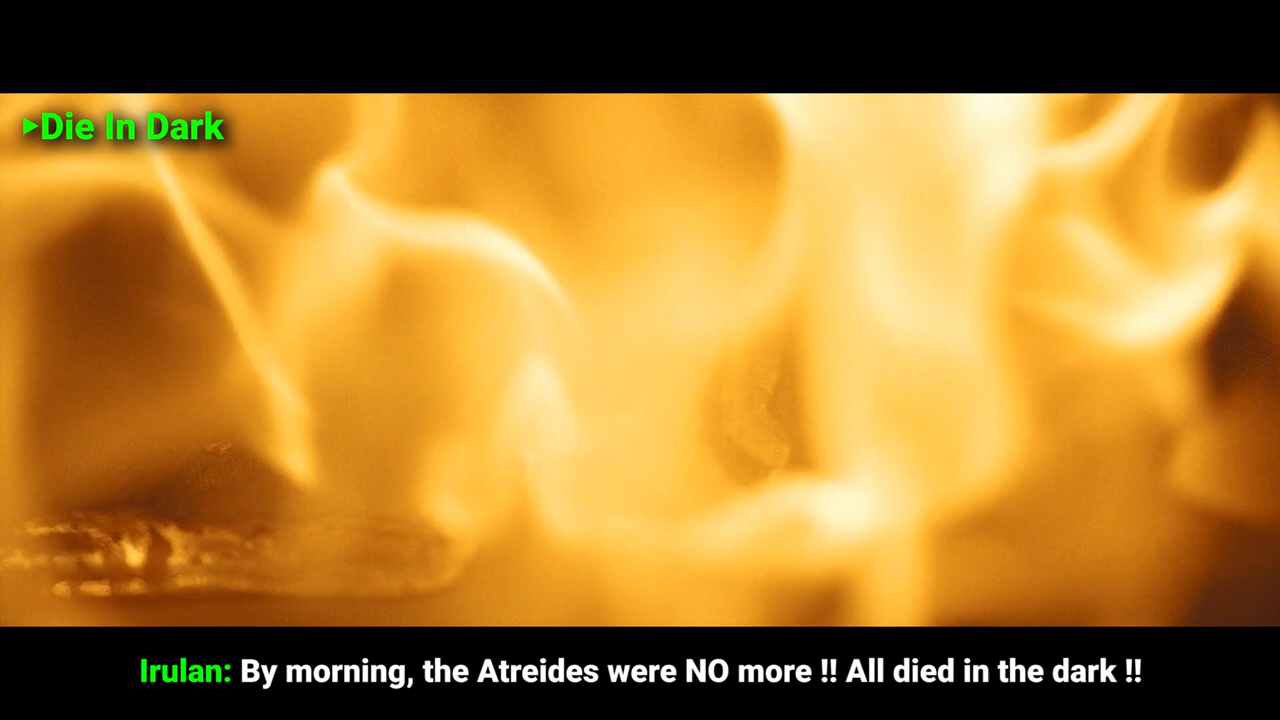 ▶Die In Dark
Irulan: By morning, the Atreides were NO more !! All died in the dark !!